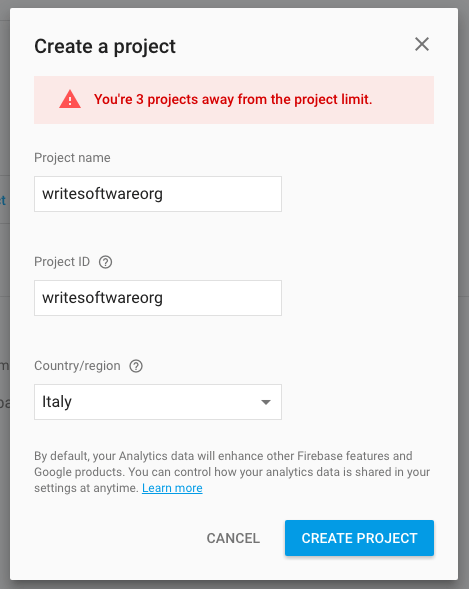 Create a project
You're 3 projects away from the project limit.
Project name
writesoftwareorg
Project ID
writesoftwareorg
Country/region
Italy
By default, your Analytics data will enhance other Firebase features and
Google products. You can control how your analytics data is shared in your
settings at anytime. Learn more
CANCEL
CREATE PROJECT